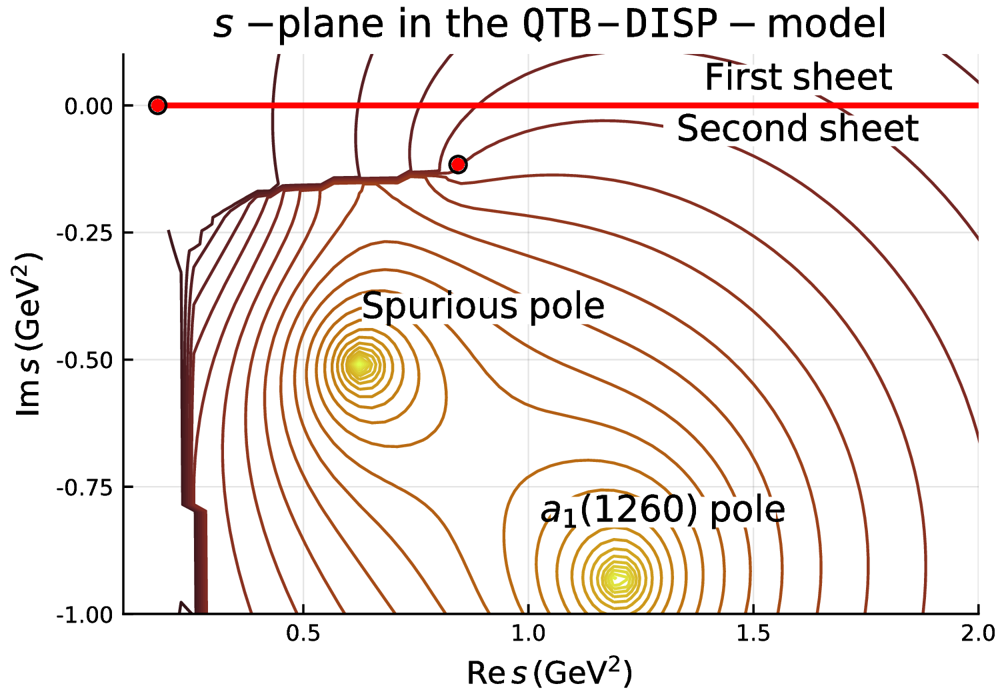 s −plane in the QTB−DISP − model
First sheet
0.00
Second sheet
-0.25
Spurious pole
-0.50
-0.75
a₁(1260) pole
-1.00
0.5 1.0 1.5 2.0
Re s (GeV²)
Im s (GeV²)